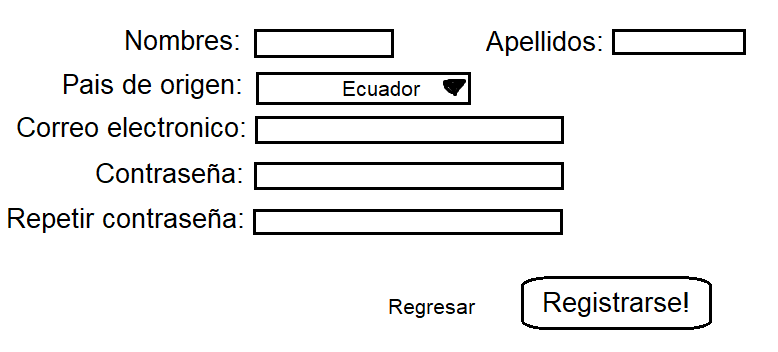 Nombres: Apellidos:
Pais de origen: Ecuador
Correo electronico:
Contraseña:
Repetir contraseña:
Regresar Registrarse!